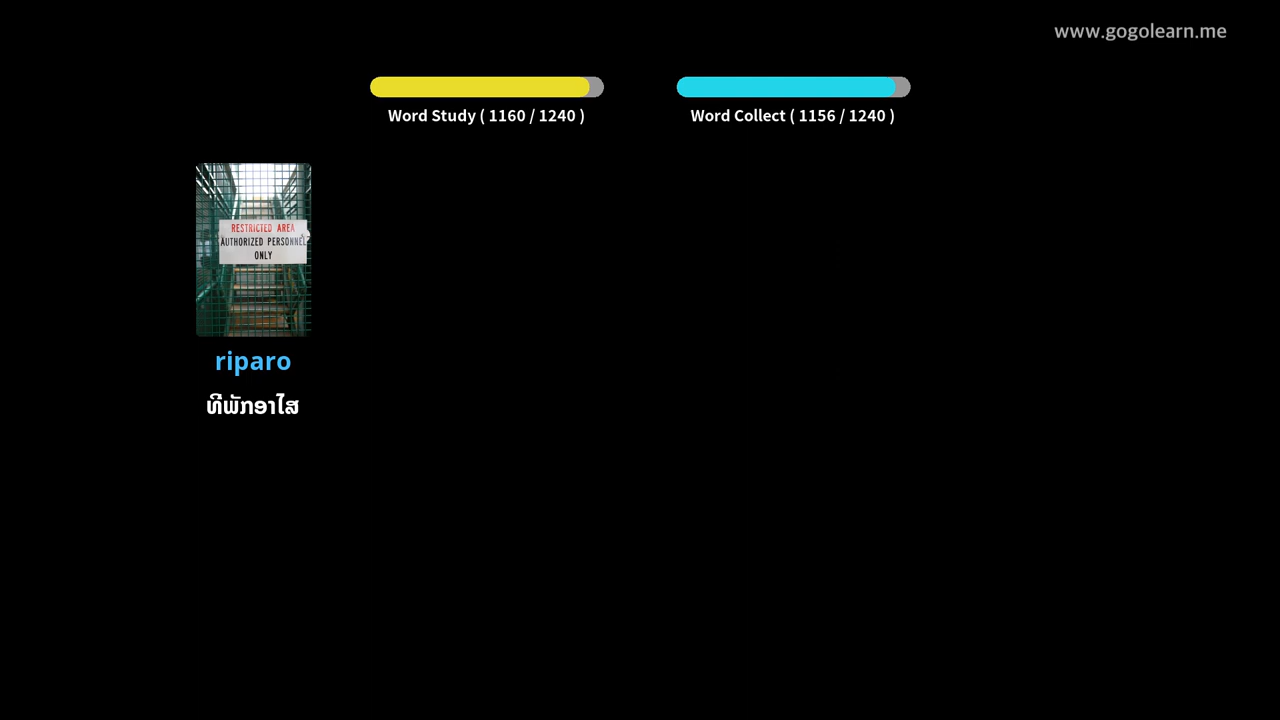 www.gogolearn.me
Word Study ( 1160 / 1240 )
Word Collect ( 1156 / 1240 )
RESTRICTED AREA
AUTHORIZED PERSONNEL
ONLY
riparo
ທີພັກອາໄສ